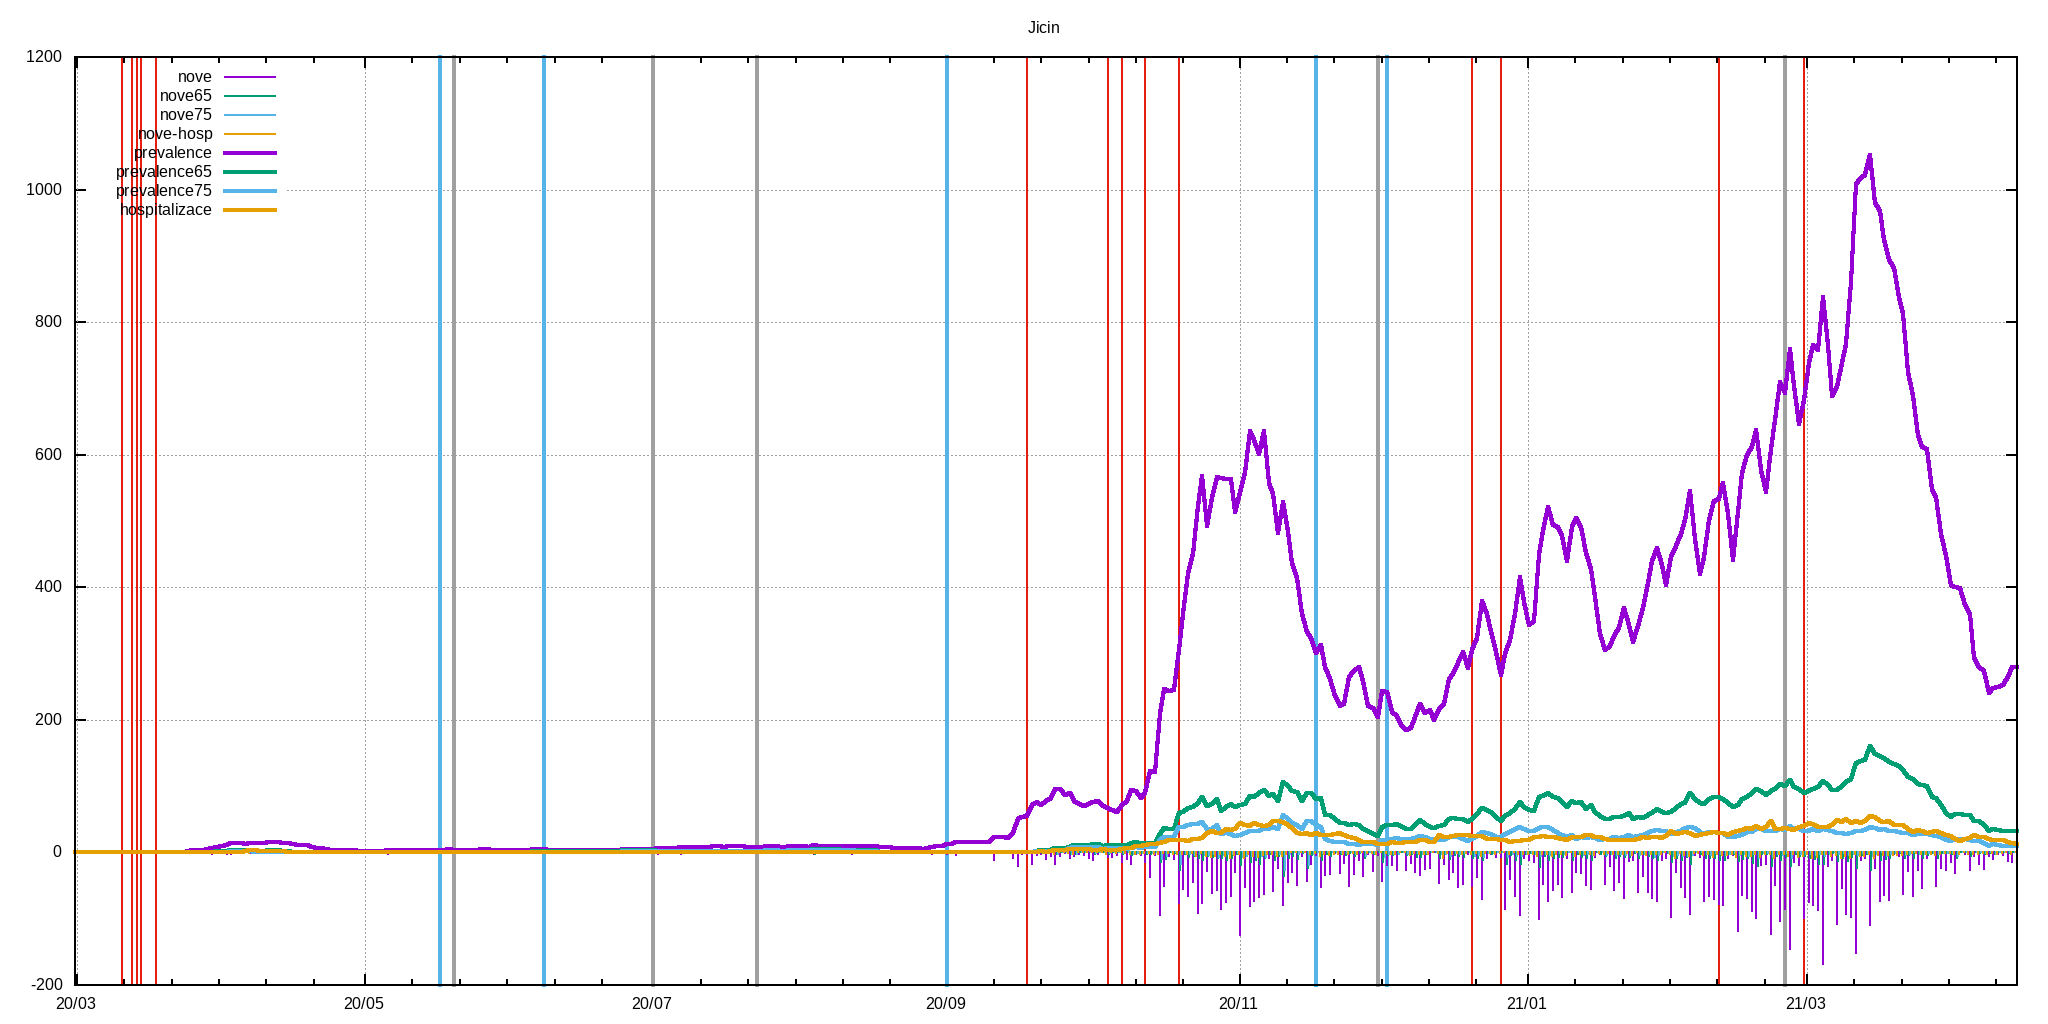 Jicin
1200
1000
800
600
400
200
0
-200
nove
nove65
nove75
nove-hosp
prevalence
prevalence65
prevalence75
hospitalizace
20/03 20/05 20/07 20/09 20/11 21/01 21/03